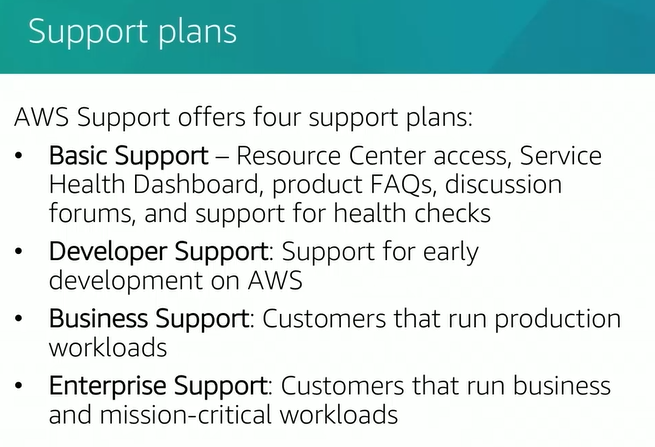 Support plans
AWS Support offers four support plans:
• Basic Support – Resource Center access, Service
Health Dashboard, product FAQs, discussion
forums, and support for health checks
• Developer Support: Support for early
development on AWS
• Business Support: Customers that run production
workloads
• Enterprise Support: Customers that run business
and mission-critical workloads